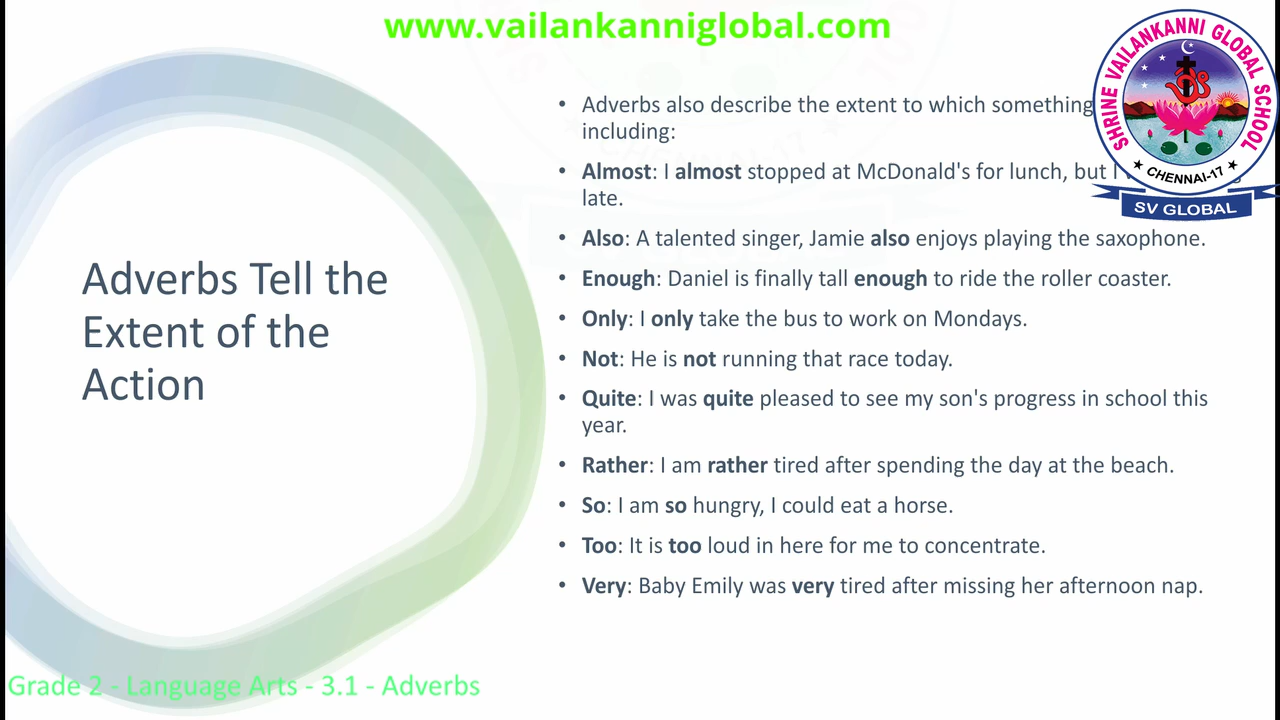 www.vailankanniglobal.com
SHRINE VAILANKANNI GLOBAL SCHOOL
★ CHENNAI-17 ★
SV GLOBAL
Adverbs Tell the
Extent of the
Action
• Adverbs also describe the extent to which something
including:
• Almost: I almost stopped at McDonald's for lunch, but I
late.
• Also: A talented singer, Jamie also enjoys playing the saxophone.
• Enough: Daniel is finally tall enough to ride the roller coaster.
• Only: I only take the bus to work on Mondays.
• Not: He is not running that race today.
• Quite: I was quite pleased to see my son's progress in school this
year.
• Rather: I am rather tired after spending the day at the beach.
• So: I am so hungry, I could eat a horse.
• Too: It is too loud in here for me to concentrate.
• Very: Baby Emily was very tired after missing her afternoon nap.
Grade 2 - Language Arts - 3.1 - Adverbs